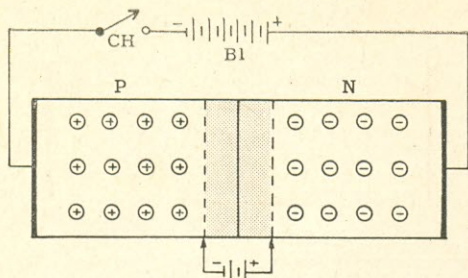 - +
CH
B1
P N
+ + + + - - - -
+ + + + - - - -
+ + + + - - - -
- +